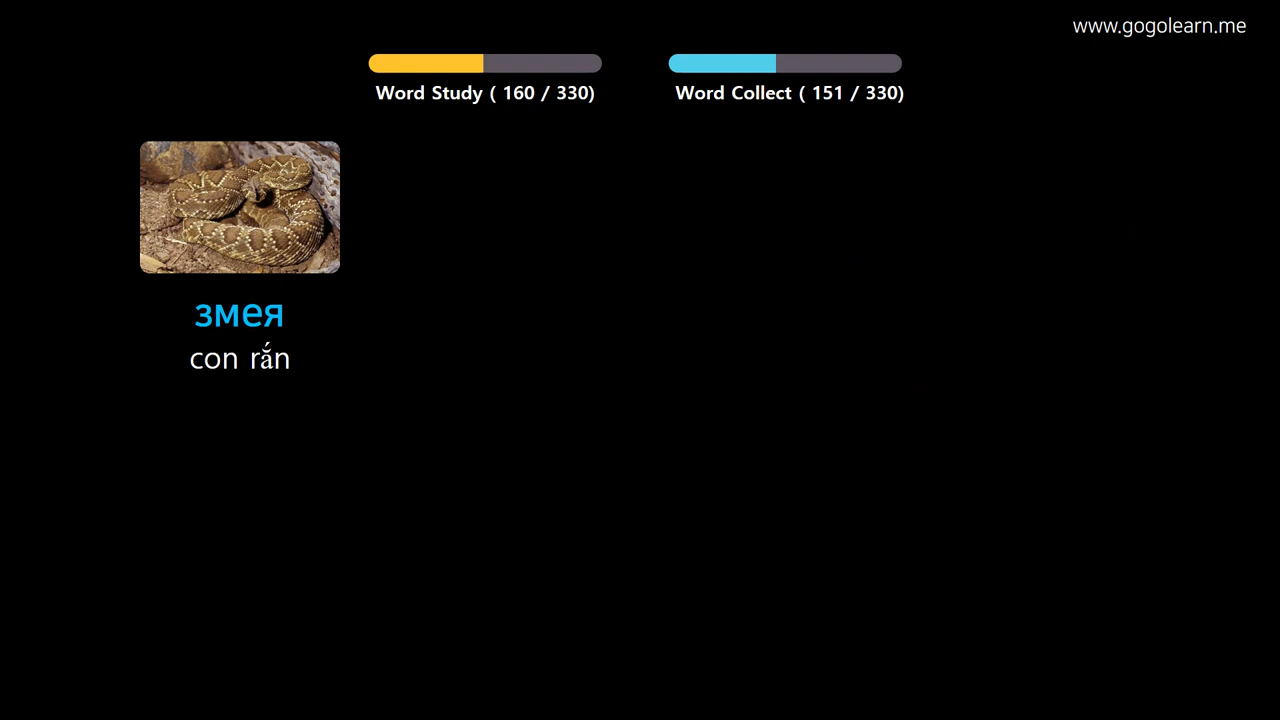 www.gogolearn.me
Word Study ( 160 / 330)
Word Collect ( 151 / 330)
змея
con rắn